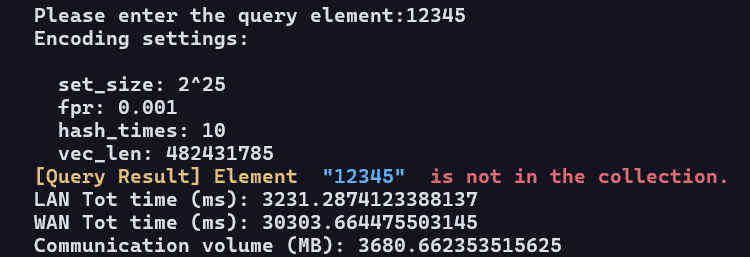 Please enter the query element:12345
Encoding settings:
set_size: 2^25
fpr: 0.001
hash_times: 10
vec_len: 482431785
[Query Result] Element "12345" is not in the collection.
LAN Tot time (ms): 3231.2874123388137
WAN Tot time (ms): 30303.664475503145
Communication volume (MB): 3680.662353515625